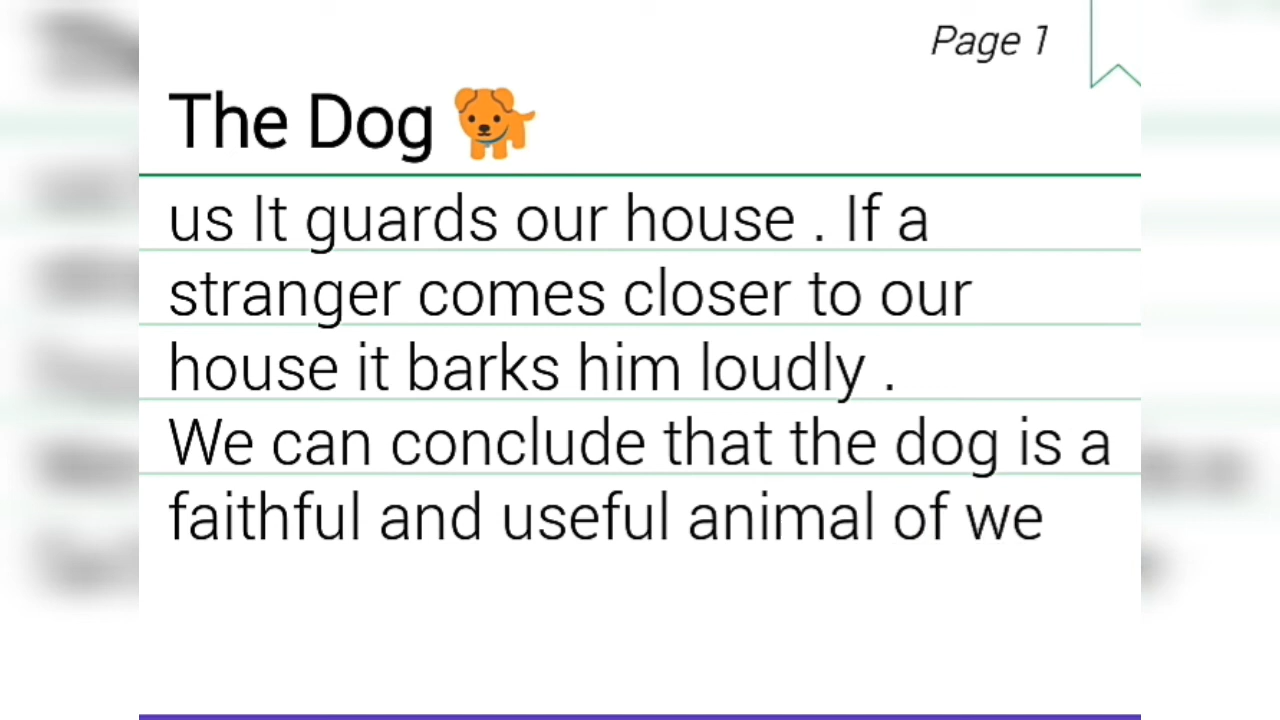 Page 1
The Dog 🐕
us It guards our house . If a
stranger comes closer to our
house it barks him loudly .
We can conclude that the dog is a
faithful and useful animal of we